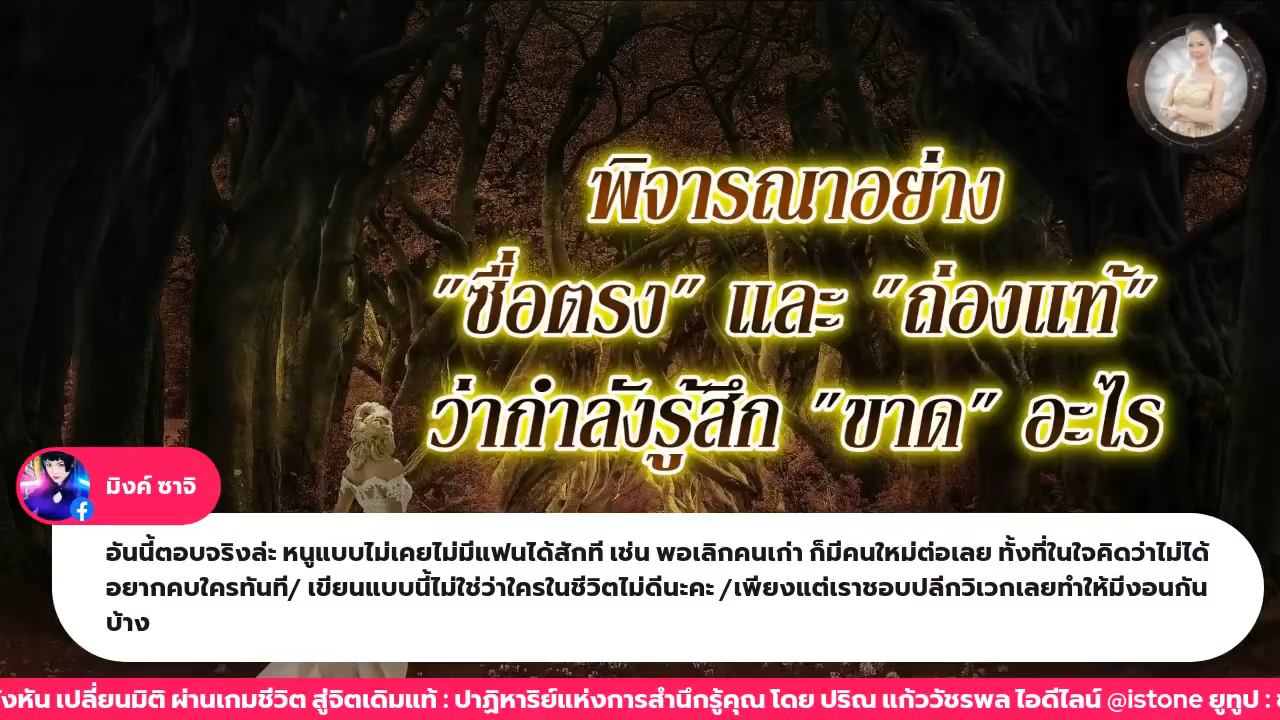 พิจารณาอย่าง
"ซื่อตรง" และ "ถ่องแท้"
ว่ากำลังรู้สึก "ขาด" อะไร
มิงค์ ซาจิ
อันนี้ตอบจริงล่ะ หนูแบบไม่เคยไม่มีแฟนได้สักที เช่น พอเลิกคนเก่า ก็มีคนใหม่ต่อเลย ทั้งที่ในใจคิดว่าไม่ได้
อยากคบใครทันที/ เขียนแบบนี้ไม่ใช่ว่าใครในชีวิตไม่ดีนะคะ /เพียงแต่เราชอบปลีกวิเวกเลยทำให้มีงอนกัน
บ้าง
งหัน เปลี่ยนมิติ ผ่านเกมชีวิต สู่จิตเดิมแท้ : ปาฏิหาริย์แห่งการสำนึกรู้คุณ โดย ปริณ แก้ววัชรพล ไอดีไลน์ @istone ยูทูป :